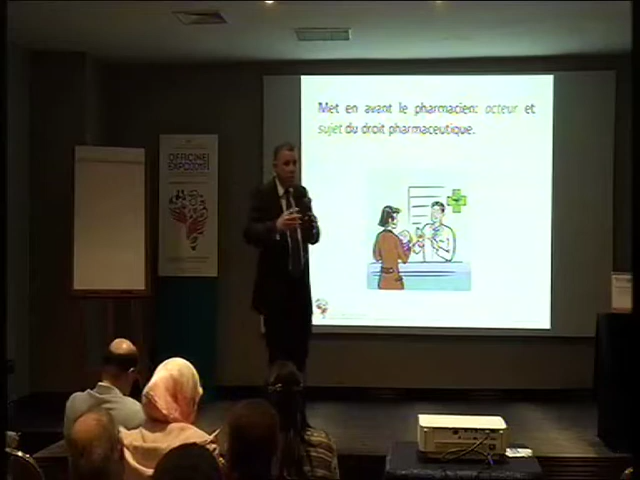 Met en avant le pharmacien: acteur et
sujet du droit pharmaceutique.
OFFICINE
EXPO